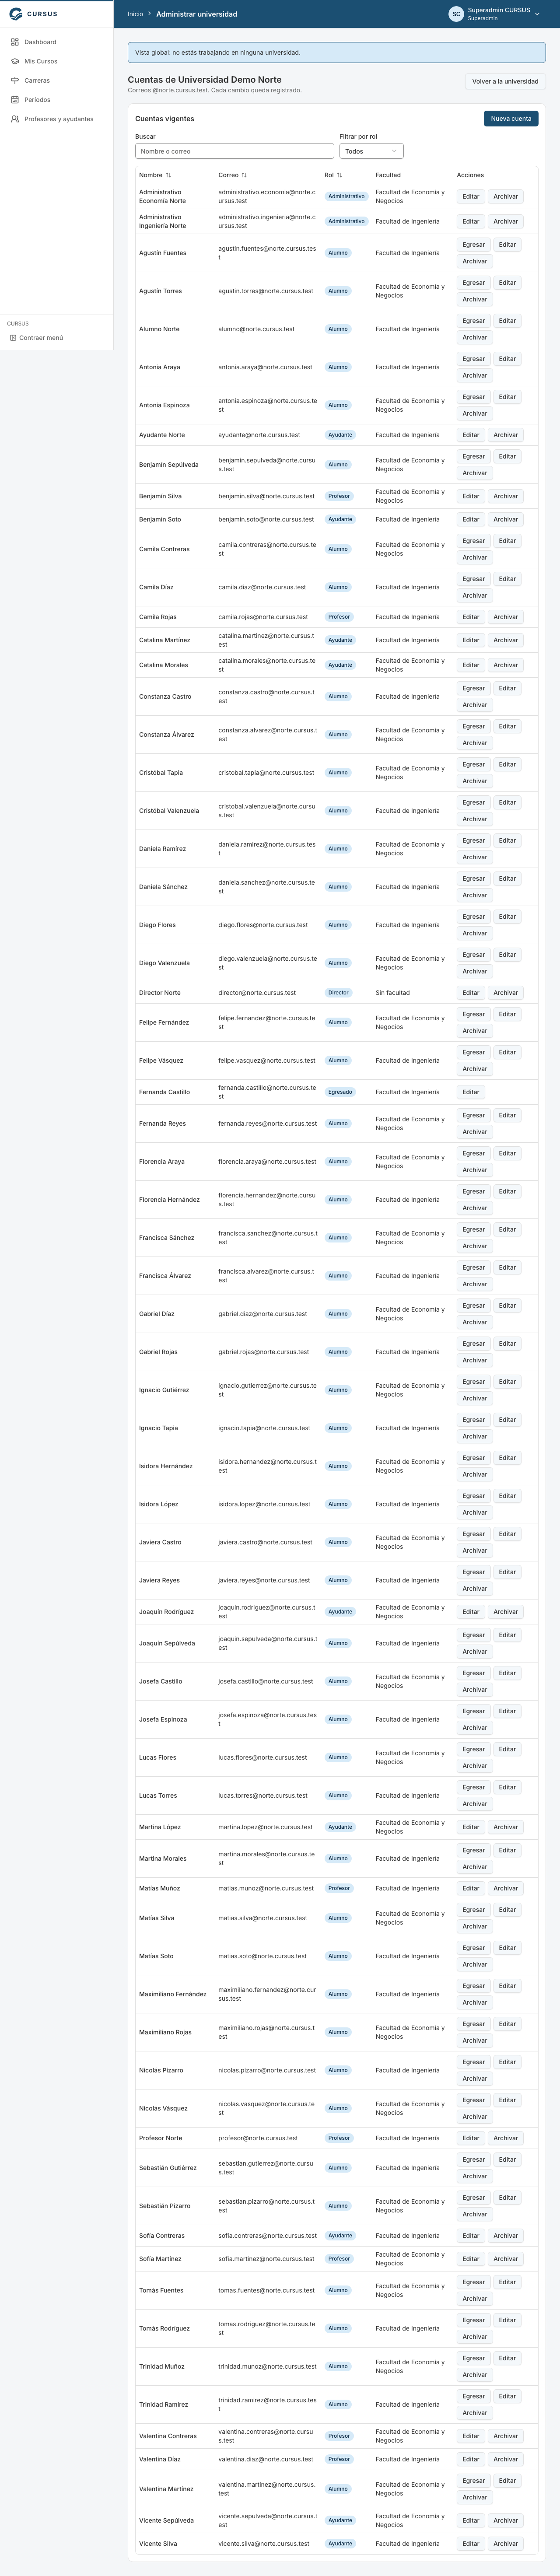 CURSUS
Inicio > Administrar universidad
SC
Superadmin CURSUS
Superadmin
Dashboard
Mis Cursos
Carreras
Periodos
Profesores y ayudantes
CURSUS
Contraer menú
Vista global: no estás trabajando en ninguna universidad.
Cuentas de Universidad Demo Norte
Correos @norte.cursus.test. Cada cambio queda registrado.
Volver a la universidad
Cuentas vigentes
Nueva cuenta
Buscar
Filtrar por rol
Nombre o correo
Todos
Nombre Correo Rol Facultad Acciones
Administrativo Economía Norte administrativo.economia@norte.cursus.test Administrativo Facultad de Economía y Negocios Editar Archivar
Administrativo Ingeniería Norte administrativo.ingenieria@norte.cursus.test Administrativo Facultad de Ingeniería Editar Archivar
Agustín Fuentes agustin.fuentes@norte.cursus.test Alumno Facultad de Ingeniería Egresar Editar Archivar
Agustín Torres agustin.torres@norte.cursus.test Alumno Facultad de Economía y Negocios Egresar Editar Archivar
Alumno Norte alumno@norte.cursus.test Alumno Facultad de Ingeniería Egresar Editar Archivar
Antonia Araya antonia.araya@norte.cursus.test Alumno Facultad de Ingeniería Egresar Editar Archivar
Antonia Espinoza antonia.espinoza@norte.cursus.test Alumno Facultad de Economía y Negocios Egresar Editar Archivar
Ayudante Norte ayudante@norte.cursus.test Ayudante Facultad de Ingeniería Editar Archivar
Benjamín Sepúlveda benjamin.sepulveda@norte.cursus.test Alumno Facultad de Economía y Negocios Egresar Editar Archivar
Benjamín Silva benjamin.silva@norte.cursus.test Profesor Facultad de Economía y Negocios Editar Archivar
Benjamín Soto benjamin.soto@norte.cursus.test Ayudante Facultad de Ingeniería Editar Archivar
Camila Contreras camila.contreras@norte.cursus.test Alumno Facultad de Economía y Negocios Egresar Editar Archivar
Camila Díaz camila.diaz@norte.cursus.test Alumno Facultad de Ingeniería Egresar Editar Archivar
Camila Rojas camila.rojas@norte.cursus.test Profesor Facultad de Ingeniería Editar Archivar
Catalina Martínez catalina.martinez@norte.cursus.test Ayudante Facultad de Ingeniería Editar Archivar
Catalina Morales catalina.morales@norte.cursus.test Ayudante Facultad de Economía y Negocios Editar Archivar
Constanza Castro constanza.castro@norte.cursus.test Alumno Facultad de Ingeniería Egresar Editar Archivar
Constanza Álvarez constanza.alvarez@norte.cursus.test Alumno Facultad de Economía y Negocios Egresar Editar Archivar
Cristóbal Tapia cristobal.tapia@norte.cursus.test Alumno Facultad de Economía y Negocios Egresar Editar Archivar
Cristóbal Valenzuela cristobal.valenzuela@norte.cursus.test Alumno Facultad de Ingeniería Egresar Editar Archivar
Daniela Ramírez daniela.ramirez@norte.cursus.test Alumno Facultad de Economía y Negocios Egresar Editar Archivar
Daniela Sánchez daniela.sanchez@norte.cursus.test Alumno Facultad de Ingeniería Egresar Editar Archivar
Diego Flores diego.flores@norte.cursus.test Alumno Facultad de Ingeniería Egresar Editar Archivar
Diego Valenzuela diego.valenzuela@norte.cursus.test Alumno Facultad de Economía y Negocios Egresar Editar Archivar
Director Norte director@norte.cursus.test Director Sin facultad Editar Archivar
Felipe Fernández felipe.fernandez@norte.cursus.test Alumno Facultad de Economía y Negocios Egresar Editar Archivar
Felipe Vásquez felipe.vasquez@norte.cursus.test Alumno Facultad de Ingeniería Egresar Editar Archivar
Fernanda Castillo fernanda.castillo@norte.cursus.test Egresado Facultad de Ingeniería Editar
Fernanda Reyes fernanda.reyes@norte.cursus.test Alumno Facultad de Economía y Negocios Egresar Editar Archivar
Florencia Araya florencia.araya@norte.cursus.test Alumno Facultad de Economía y Negocios Egresar Editar Archivar
Florencia Hernández florencia.hernandez@norte.cursus.test Alumno Facultad de Ingeniería Egresar Editar Archivar
Francisca Sánchez francisca.sanchez@norte.cursus.test Alumno Facultad de Economía y Negocios Egresar Editar Archivar
Francisca Álvarez francisca.alvarez@norte.cursus.test Alumno Facultad de Ingeniería Egresar Editar Archivar
Gabriel Díaz gabriel.diaz@norte.cursus.test Alumno Facultad de Economía y Negocios Egresar Editar Archivar
Gabriel Rojas gabriel.rojas@norte.cursus.test Alumno Facultad de Ingeniería Egresar Editar Archivar
Ignacio Gutiérrez ignacio.gutierrez@norte.cursus.test Alumno Facultad de Economía y Negocios Egresar Editar Archivar
Ignacio Tapia ignacio.tapia@norte.cursus.test Alumno Facultad de Ingeniería Egresar Editar Archivar
Isidora Hernández isidora.hernandez@norte.cursus.test Alumno Facultad de Economía y Negocios Egresar Editar Archivar
Isidora López isidora.lopez@norte.cursus.test Alumno Facultad de Ingeniería Egresar Editar Archivar
Javiera Castro javiera.castro@norte.cursus.test Alumno Facultad de Economía y Negocios Egresar Editar Archivar
Javiera Reyes javiera.reyes@norte.cursus.test Alumno Facultad de Ingeniería Egresar Editar Archivar
Joaquín Rodríguez joaquin.rodriguez@norte.cursus.test Ayudante Facultad de Economía y Negocios Editar Archivar
Joaquín Sepúlveda joaquin.sepulveda@norte.cursus.test Alumno Facultad de Ingeniería Egresar Editar Archivar
Josefa Castillo josefa.castillo@norte.cursus.test Alumno Facultad de Economía y Negocios Egresar Editar Archivar
Josefa Espinoza josefa.espinoza@norte.cursus.test Alumno Facultad de Ingeniería Egresar Editar Archivar
Lucas Flores lucas.flores@norte.cursus.test Alumno Facultad de Economía y Negocios Egresar Editar Archivar
Lucas Torres lucas.torres@norte.cursus.test Alumno Facultad de Ingeniería Egresar Editar Archivar
Martina López martina.lopez@norte.cursus.test Ayudante Facultad de Economía y Negocios Editar Archivar
Martina Morales martina.morales@norte.cursus.test Alumno Facultad de Ingeniería Egresar Editar Archivar
Matías Muñoz matias.munoz@norte.cursus.test Profesor Facultad de Ingeniería Editar Archivar
Matías Silva matias.silva@norte.cursus.test Alumno Facultad de Economía y Negocios Egresar Editar Archivar
Matías Soto matias.soto@norte.cursus.test Alumno Facultad de Ingeniería Egresar Editar Archivar
Maximiliano Fernández maximiliano.fernandez@norte.cursus.test Alumno Facultad de Ingeniería Egresar Editar Archivar
Maximiliano Rojas maximiliano.rojas@norte.cursus.test Alumno Facultad de Economía y Negocios Egresar Editar Archivar
Nicolás Pizarro nicolas.pizarro@norte.cursus.test Alumno Facultad de Ingeniería Egresar Editar Archivar
Nicolás Vásquez nicolas.vasquez@norte.cursus.test Alumno Facultad de Economía y Negocios Egresar Editar Archivar
Profesor Norte profesor@norte.cursus.test Profesor Facultad de Ingeniería Editar Archivar
Sebastián Gutiérrez sebastian.gutierrez@norte.cursus.test Alumno Facultad de Ingeniería Egresar Editar Archivar
Sebastián Pizarro sebastian.pizarro@norte.cursus.test Alumno Facultad de Economía y Negocios Egresar Editar Archivar
Sofía Contreras sofia.contreras@norte.cursus.test Ayudante Facultad de Ingeniería Editar Archivar
Sofía Martínez sofia.martinez@norte.cursus.test Profesor Facultad de Economía y Negocios Editar Archivar
Tomás Fuentes tomas.fuentes@norte.cursus.test Alumno Facultad de Economía y Negocios Egresar Editar Archivar
Tomás Rodríguez tomas.rodriguez@norte.cursus.test Alumno Facultad de Ingeniería Egresar Editar Archivar
Trinidad Muñoz trinidad.munoz@norte.cursus.test Alumno Facultad de Economía y Negocios Egresar Editar Archivar
Trinidad Ramírez trinidad.ramirez@norte.cursus.test Alumno Facultad de Ingeniería Egresar Editar Archivar
Valentina Contreras valentina.contreras@norte.cursus.test Profesor Facultad de Economía y Negocios Editar Archivar
Valentina Díaz valentina.diaz@norte.cursus.test Profesor Facultad de Ingeniería Editar Archivar
Valentina Martínez valentina.martinez@norte.cursus.test Alumno Facultad de Economía y Negocios Egresar Editar Archivar
Vicente Sepúlveda vicente.sepulveda@norte.cursus.test Ayudante Facultad de Economía y Negocios Editar Archivar
Vicente Silva vicente.silva@norte.cursus.test Ayudante Facultad de Ingeniería Editar Archivar